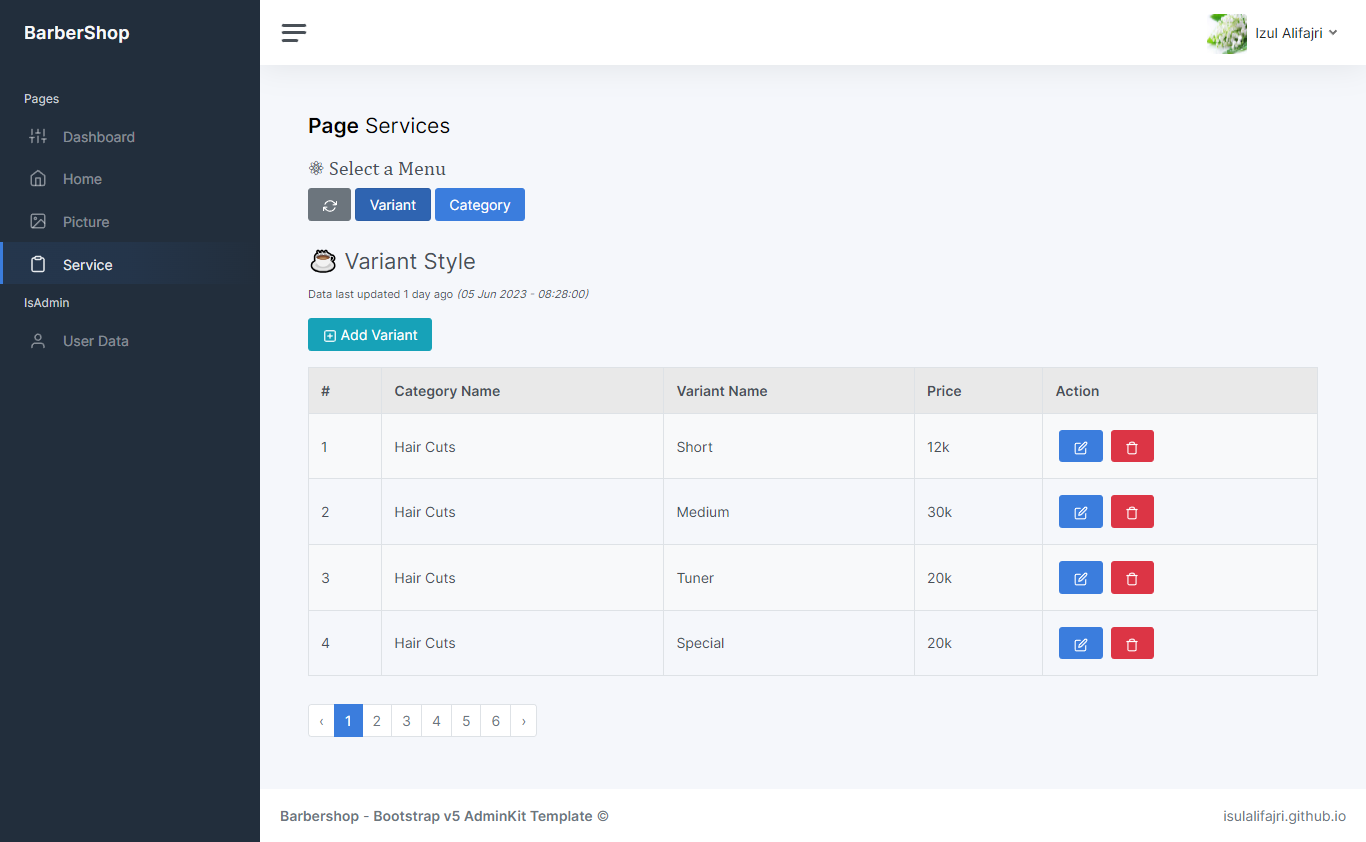 BarberShop
Izul Alifajri
Pages
Dashboard
Home
Picture
Service
IsAdmin
User Data
Page Services
Select a Menu
Variant Category
Variant Style
Data last updated 1 day ago (05 Jun 2023 - 08:28:00)
Add Variant
# Category Name Variant Name Price Action
1 Hair Cuts Short 12k
2 Hair Cuts Medium 30k
3 Hair Cuts Tuner 20k
4 Hair Cuts Special 20k
‹ 1 2 3 4 5 6 ›
Barbershop - Bootstrap v5 AdminKit Template © isulalifajri.github.io